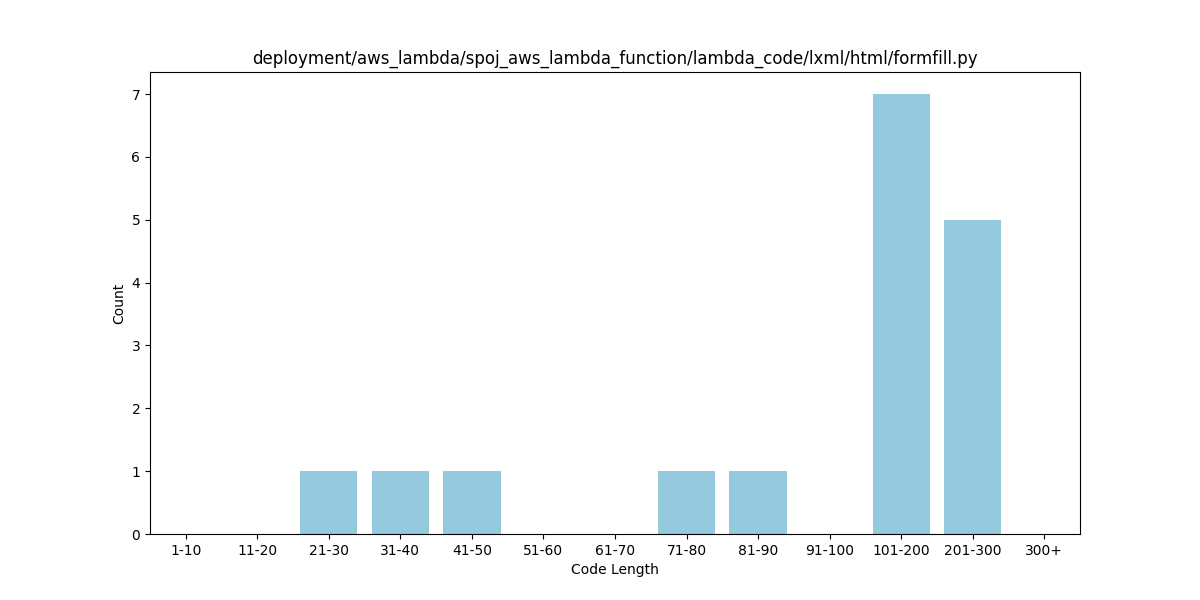 deployment/aws_lambda/spoj_aws_lambda_function/lambda_code/lxml/html/formfill.py
7
6
5
4
3
2
1
0
Count
1-10 11-20 21-30 31-40 41-50 51-60 61-70 71-80 81-90 91-100 101-200 201-300 300+
Code Length